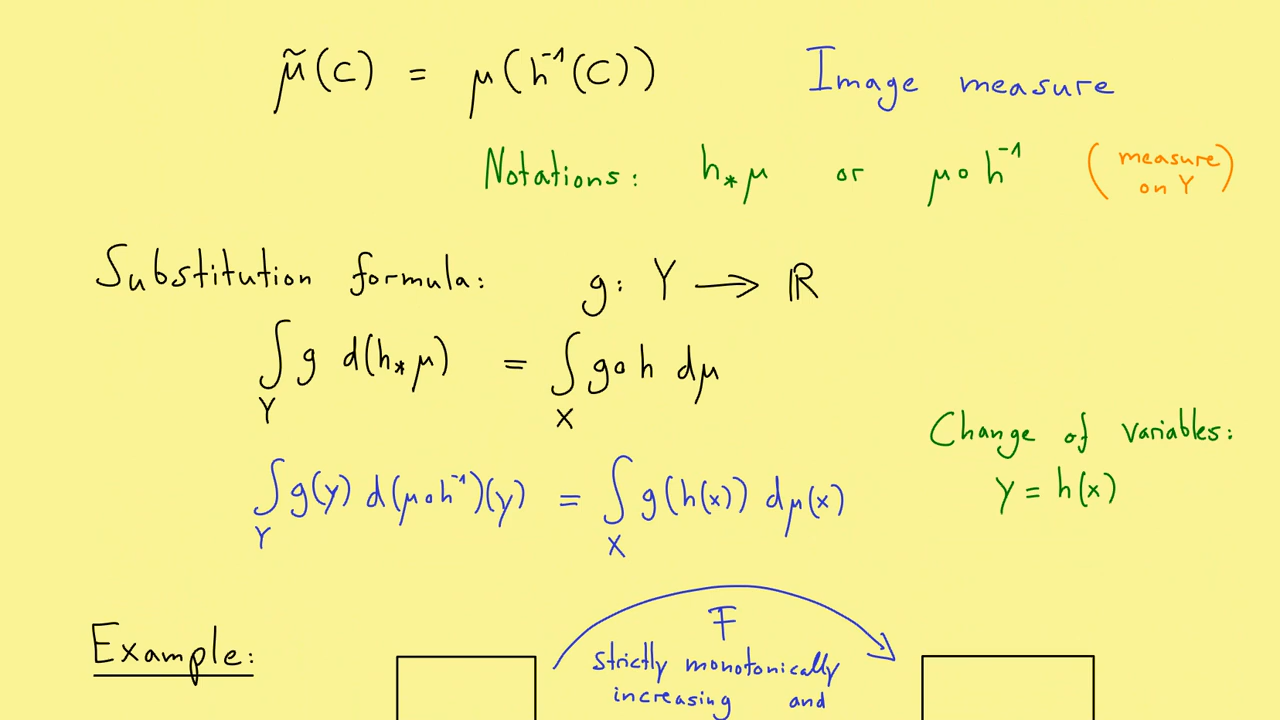 μ̃(C) = μ(h⁻¹(C)) Image measure
Notations: h₊μ or μ∘h⁻¹ (measure on Y)
Substitution formula: g: Y ⟶ ℝ
∫_Y g d(h_*μ) = ∫_X g∘h dμ
Change of variables:
∫_Y g(y) d(μ∘h⁻¹)(y) = ∫_X g(h(x)) dμ(x)
y = h(x)
Example:
F
strictly monotonically
increasing and